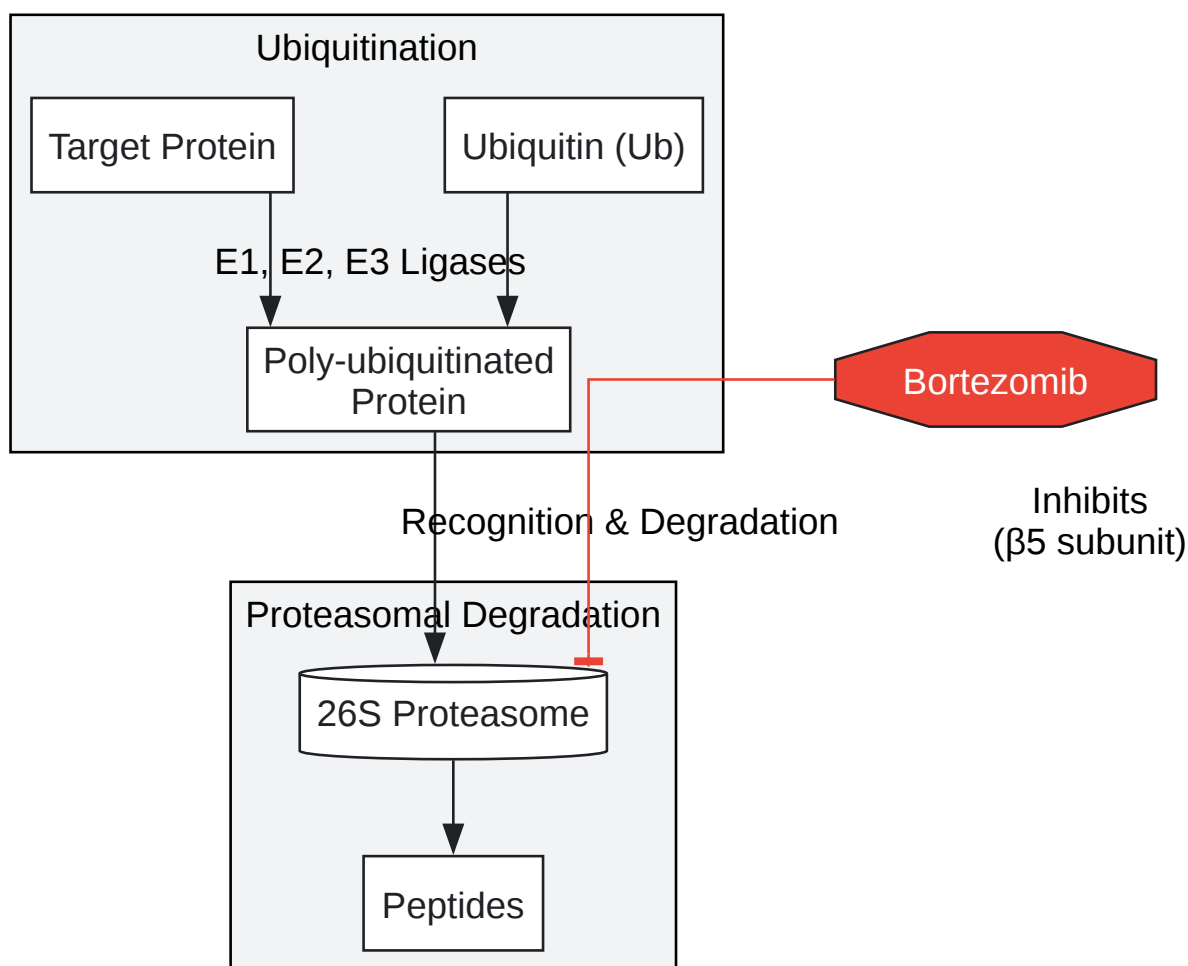 Ubiquitination
Target Protein
Ubiquitin (Ub)
E1, E2, E3 Ligases
Poly-ubiquitinated
Protein
Bortezomib
Inhibits
(β5 subunit)
Recognition & Degradation
Proteasomal Degradation
26S Proteasome
Peptides